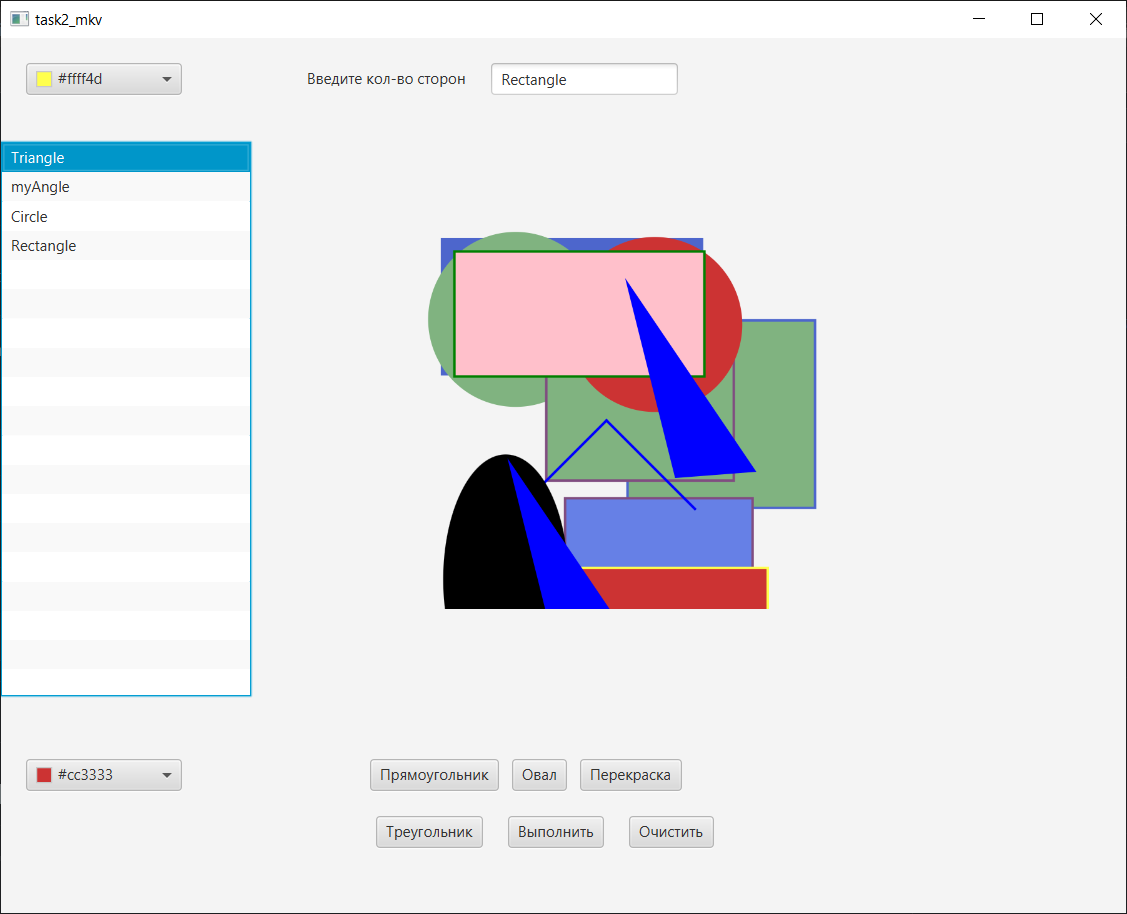 task2_mkv
#ffff4d
Введите кол-во сторон
Rectangle
Triangle
myAngle
Circle
Rectangle
#cc3333
Прямоугольник
Овал
Перекраска
Треугольник
Выполнить
Очистить